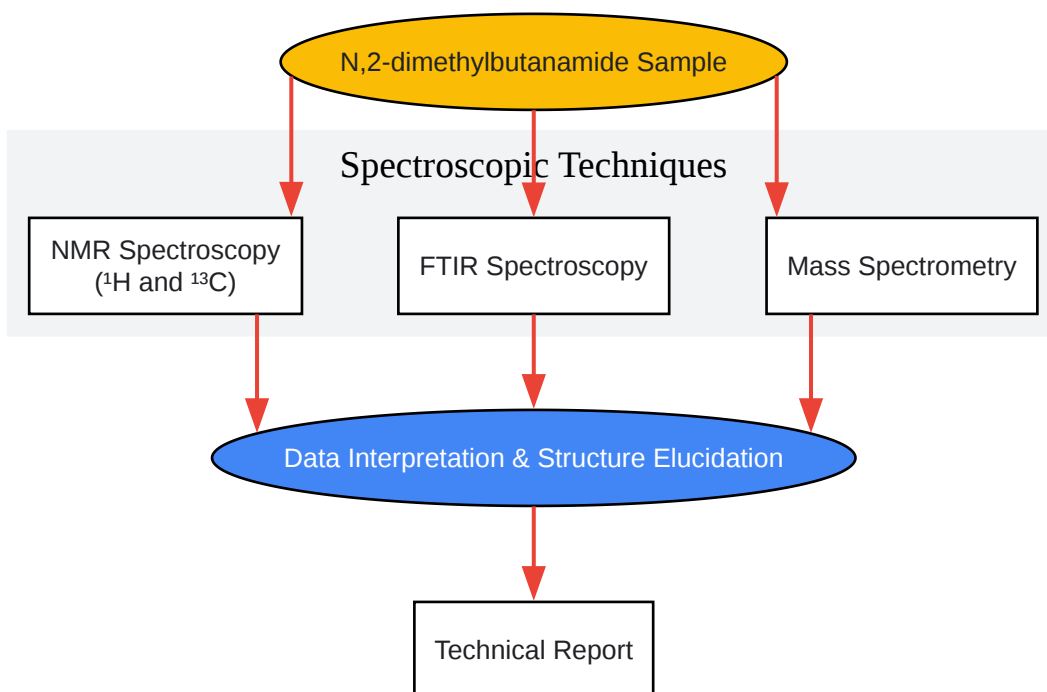 N,2-dimethylbutanamide Sample
Spectroscopic Techniques
NMR Spectroscopy
(¹H and ¹³C)
FTIR Spectroscopy
Mass Spectrometry
Data Interpretation & Structure Elucidation
Technical Report